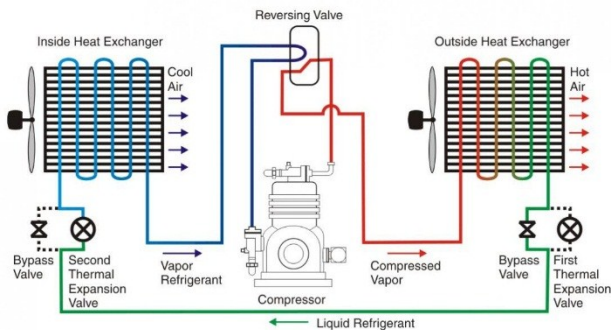 Reversing Valve
Inside Heat Exchanger
Outside Heat Exchanger
Cool
Air
Hot
Air
Bypass
Valve
Second
Thermal
Expansion
Valve
Vapor
Refrigerant
Compressor
Compressed
Vapor
Bypass
Valve
First
Thermal
Expansion
Valve
Liquid Refrigerant